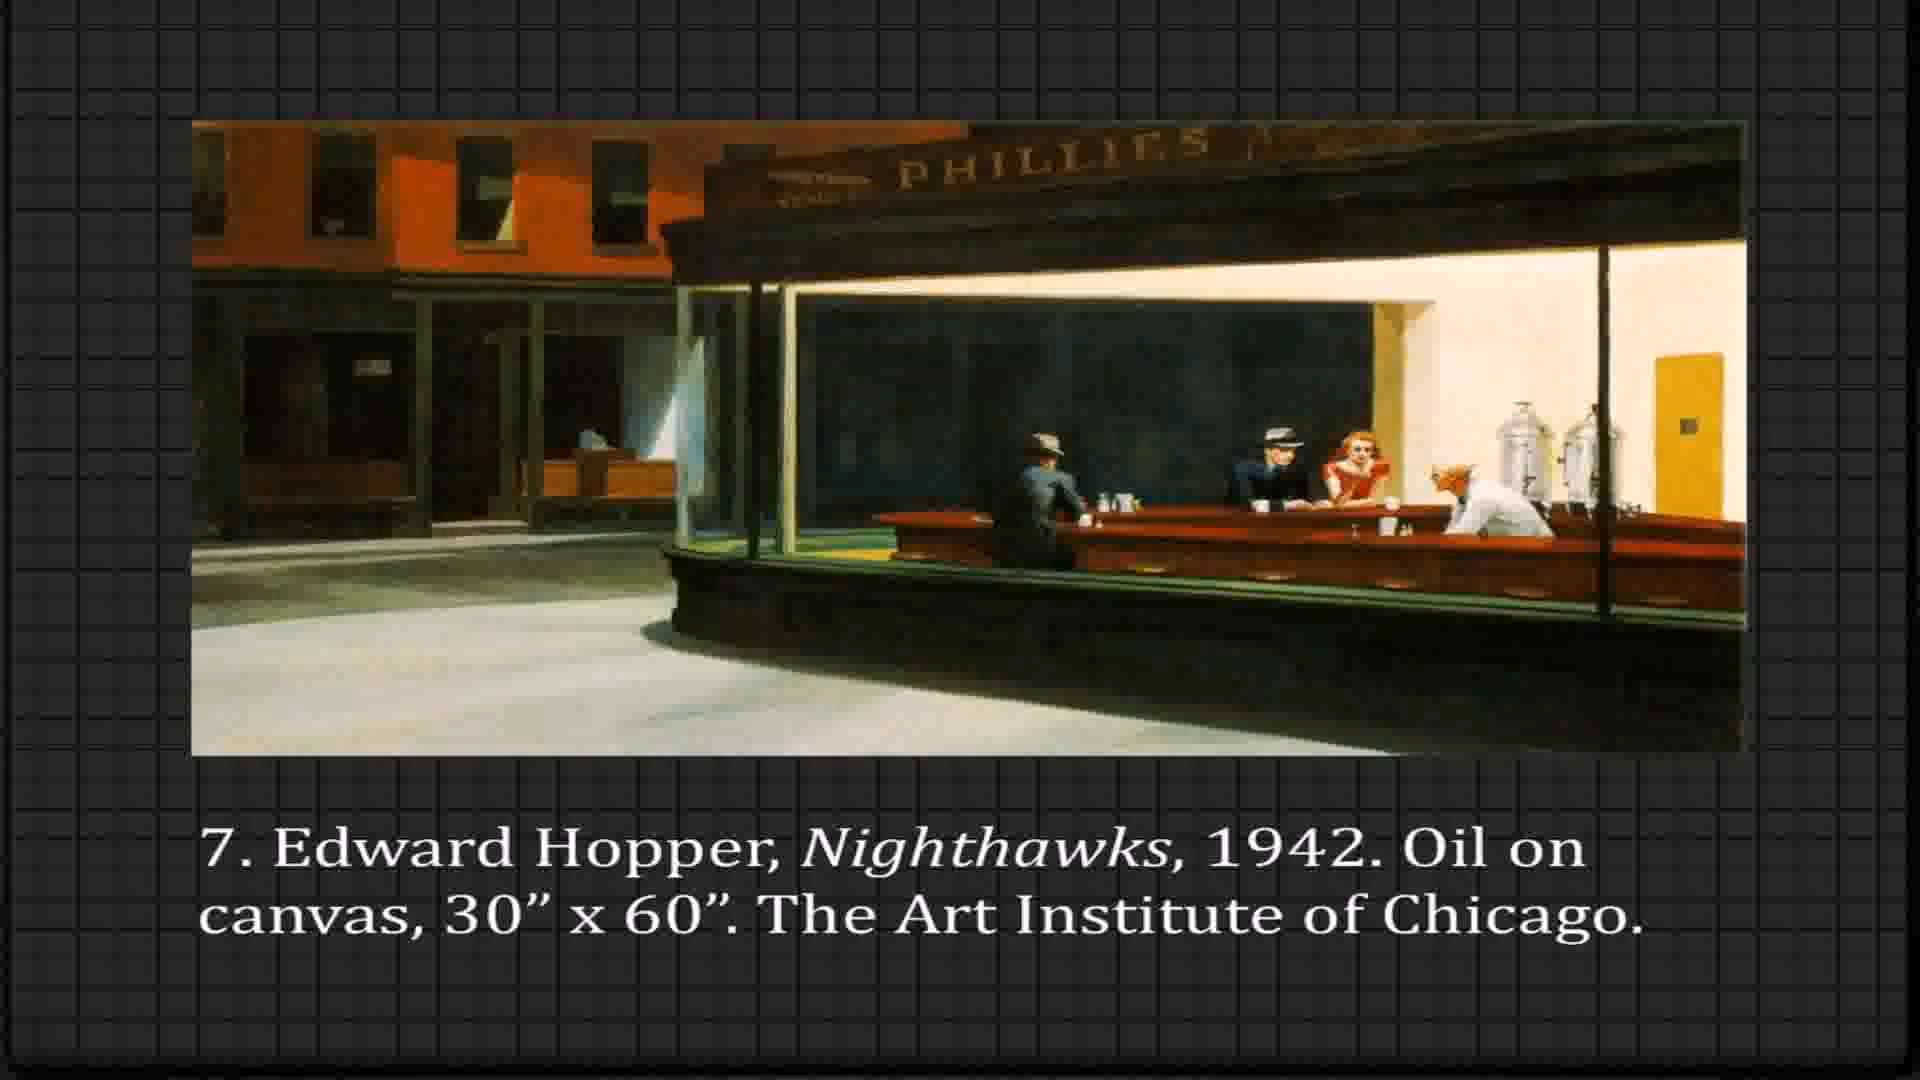 PHILLIES
7. Edward Hopper, Nighthawks, 1942. Oil on
canvas, 30” x 60”. The Art Institute of Chicago.